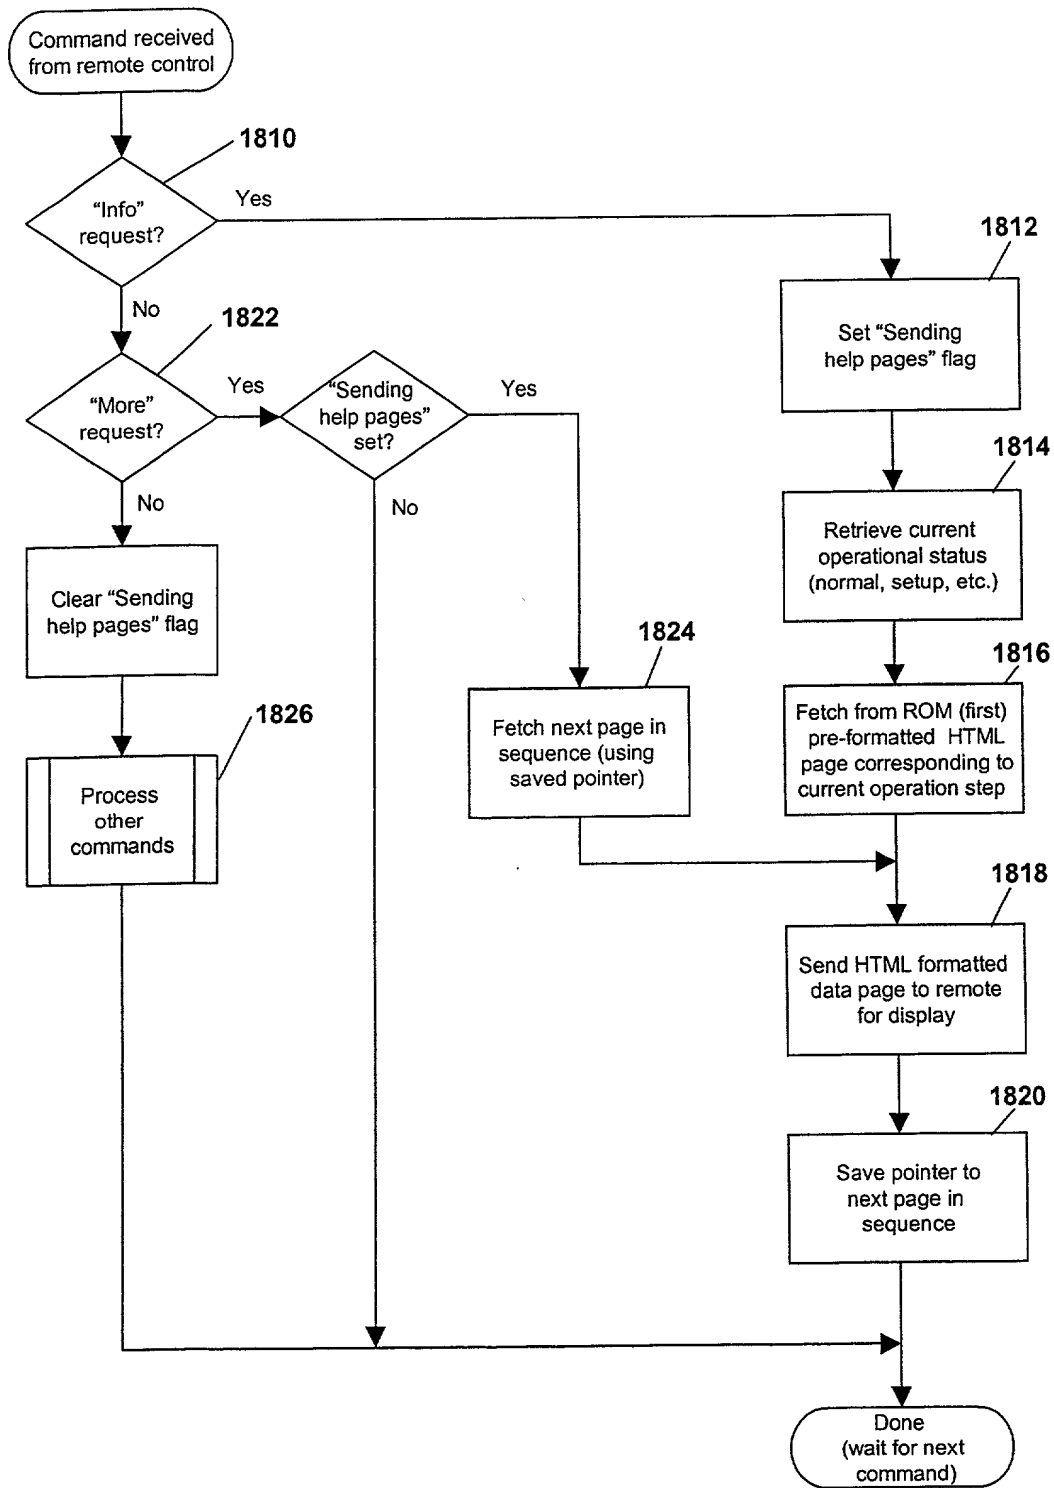 Command received
from remote control
1810
“Info”
request?
Yes
No
1812
Set “Sending
help pages” flag
1822
“More”
request?
Yes
No
“Sending
help pages”
set?
Yes
No
1814
Retrieve current
operational status
(normal, setup, etc.)
Clear “Sending
help pages” flag
1824
Fetch next page in
sequence (using
saved pointer)
1816
Fetch from ROM (first)
pre-formatted HTML
page corresponding to
current operation step
1826
Process
other
commands
1818
Send HTML formatted
data page to remote
for display
1820
Save pointer to
next page in
sequence
Done
(wait for next
command)